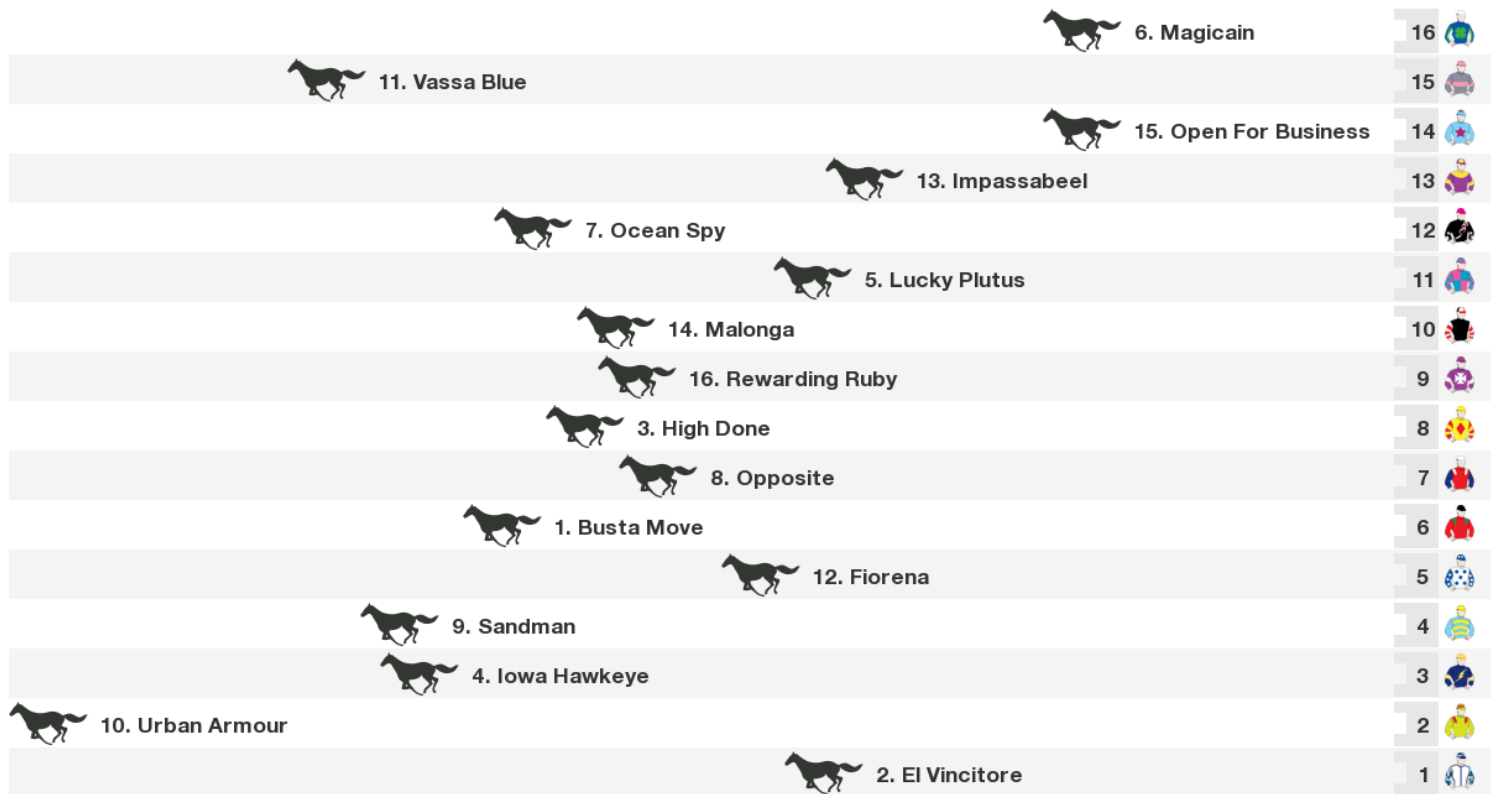 6. Magicain 16
11. Vassa Blue 15
15. Open For Business 14
13. Impassabeel 13
7. Ocean Spy 12
5. Lucky Plutus 11
14. Malonga 10
16. Rewarding Ruby 9
3. High Done 8
8. Opposite 7
1. Busta Move 6
12. Fiorena 5
9. Sandman 4
4. Iowa Hawkeye 3
10. Urban Armour 2
2. El Vincitore 1